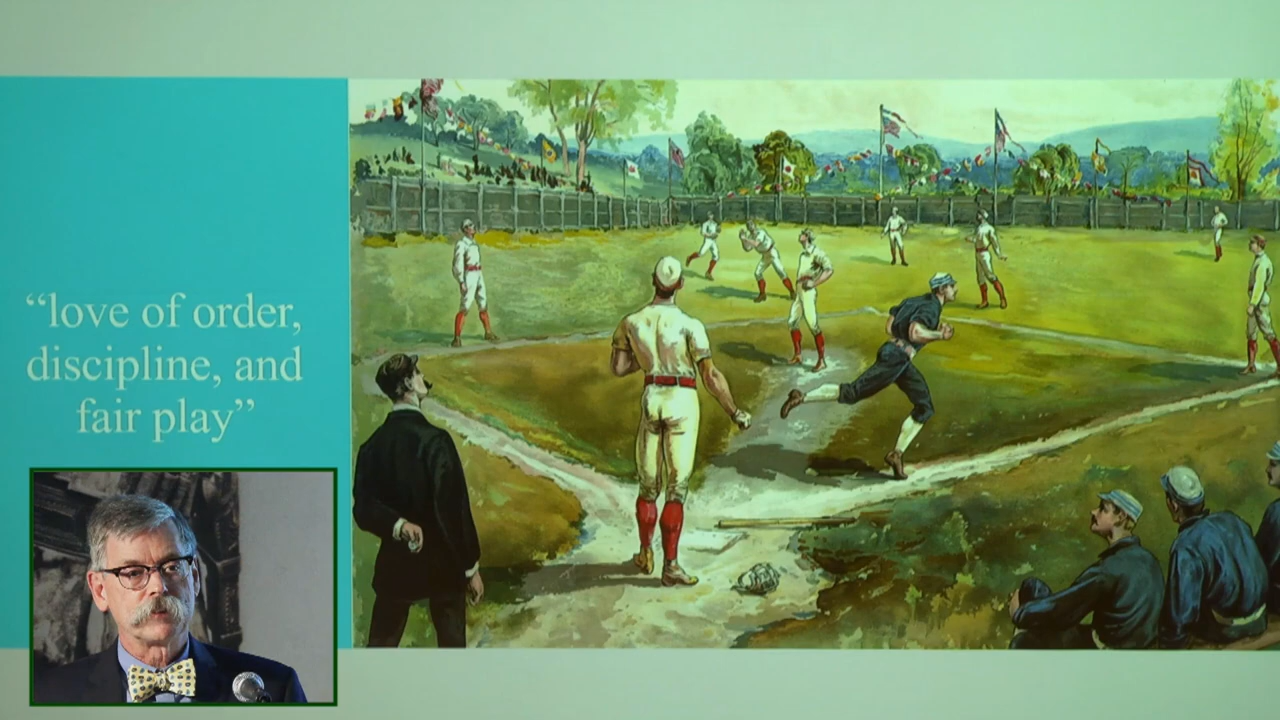 “love of order,
discipline, and
fair play”